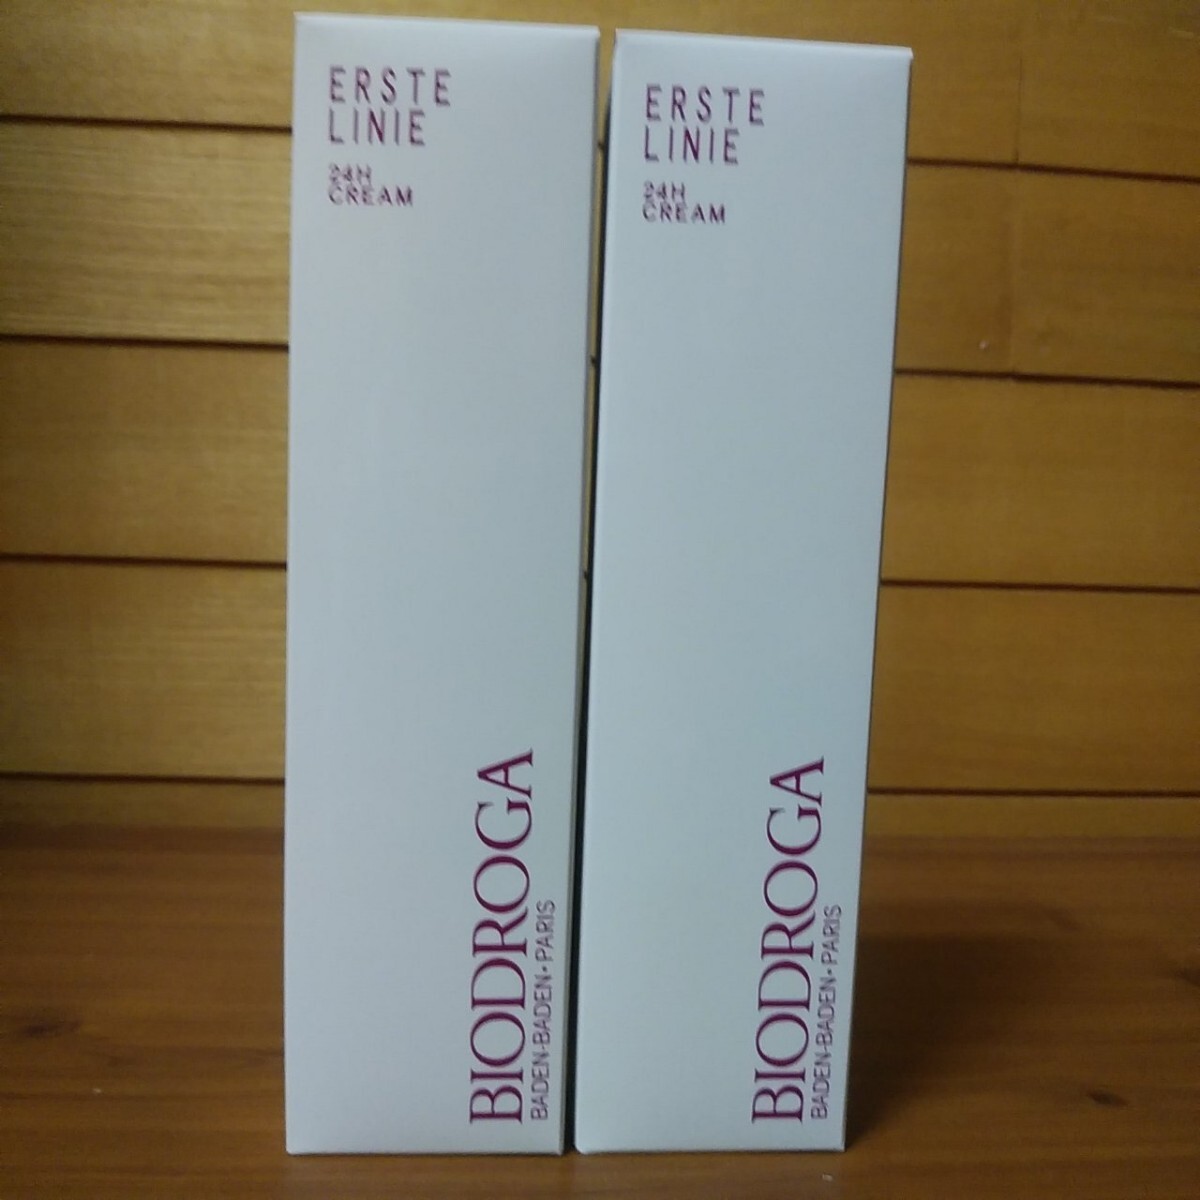 ERSTE
LINIE
24H
CREAM
BIODROGA
BADEN-BADEN•PARIS
ERSTE
LINIE
24H
CREAM
BIODROGA
BADEN-BADEN•PARIS